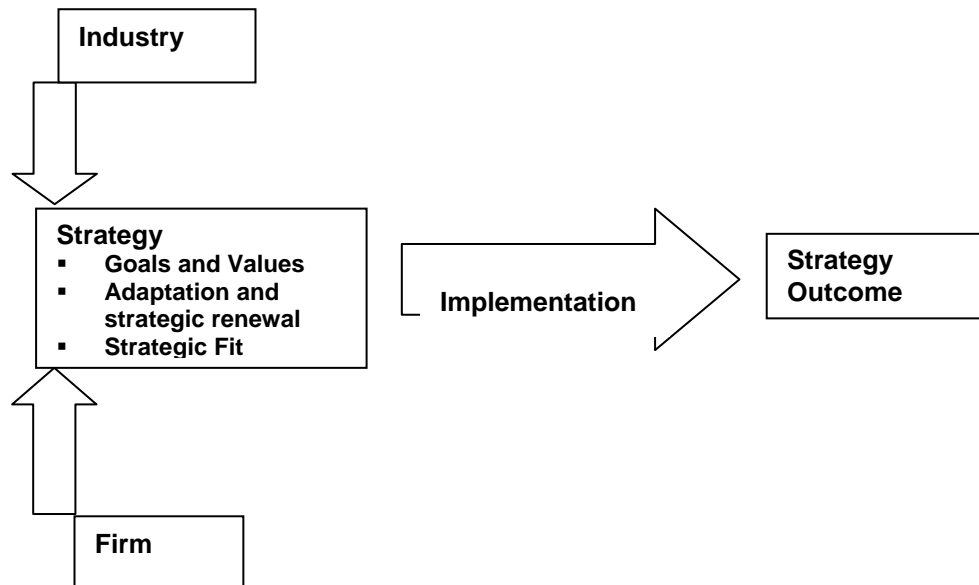 Industry
Strategy
▪ Goals and Values
▪ Adaptation and
strategic renewal
▪ Strategic Fit
Implementation
Strategy
Outcome
Firm